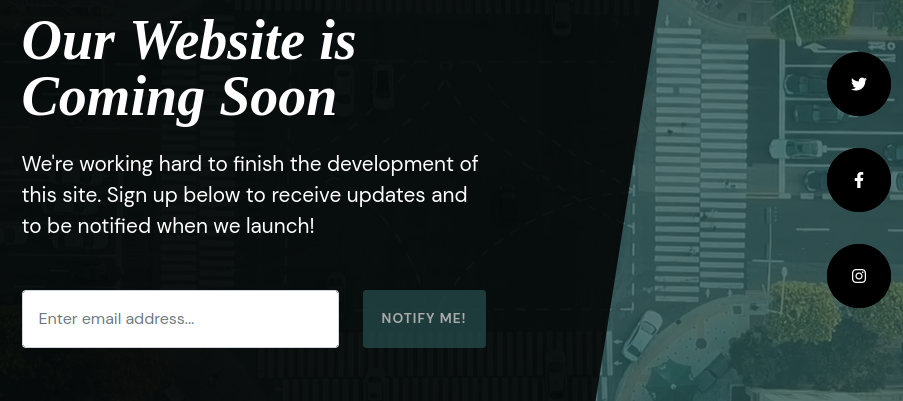 Our Website is
Coming Soon
We're working hard to finish the development of
this site. Sign up below to receive updates and
to be notified when we launch!
Enter email address...
NOTIFY ME!